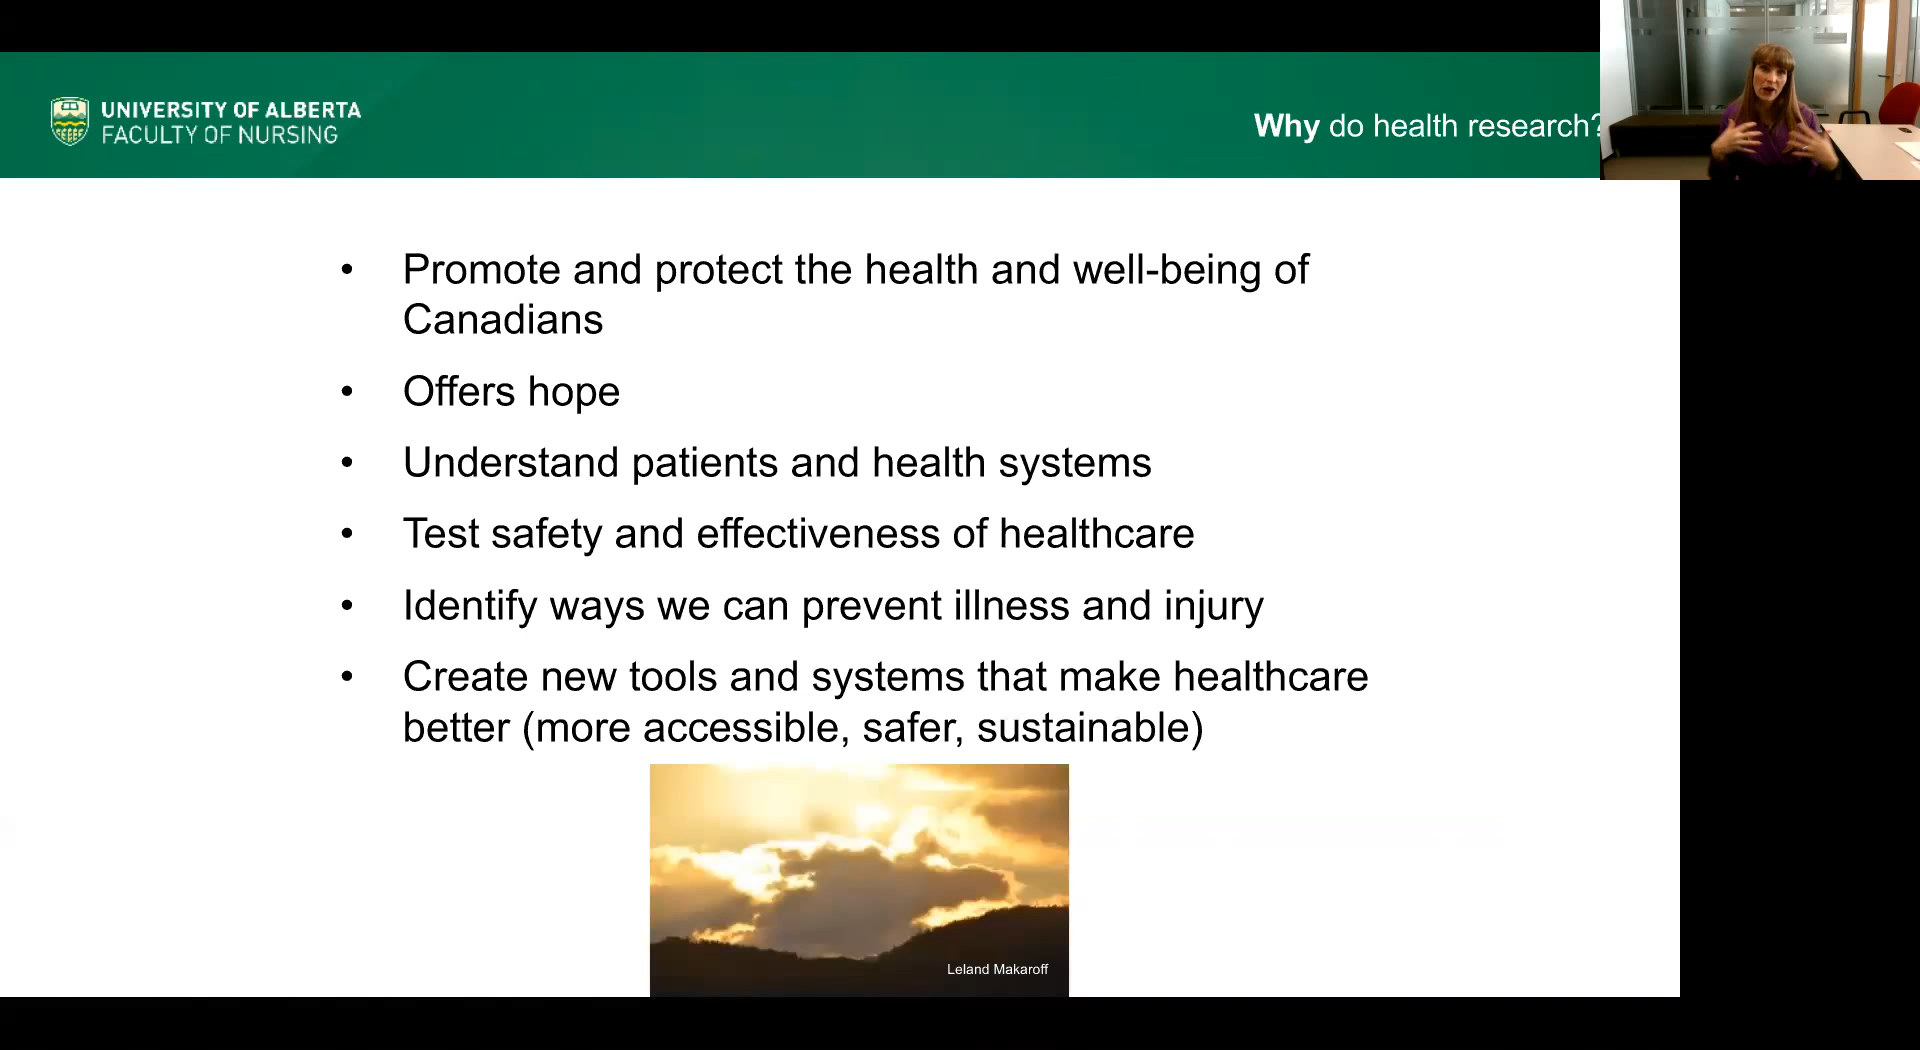 UNIVERSITY OF ALBERTA
FACULTY OF NURSING
Why do health research?
• Promote and protect the health and well-being of
Canadians
• Offers hope
• Understand patients and health systems
• Test safety and effectiveness of healthcare
• Identify ways we can prevent illness and injury
• Create new tools and systems that make healthcare
better (more accessible, safer, sustainable)
Leland Makaroff